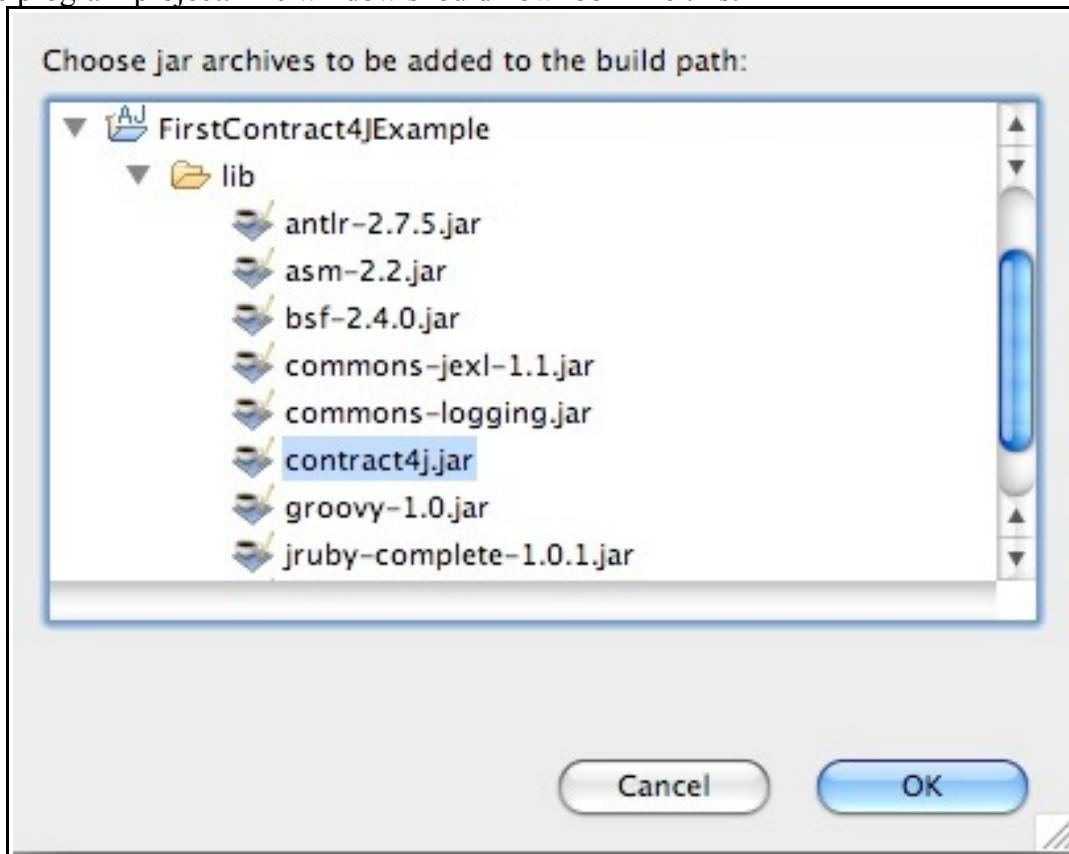 Choose jar archives to be added to the build path:
AJ
FirstContract4JExample
lib
antlr-2.7.5.jar
asm-2.2.jar
bsf-2.4.0.jar
commons-jexl-1.1.jar
commons-logging.jar
contract4j.jar
groovy-1.0.jar
jruby-complete-1.0.1.jar
Cancel
OK